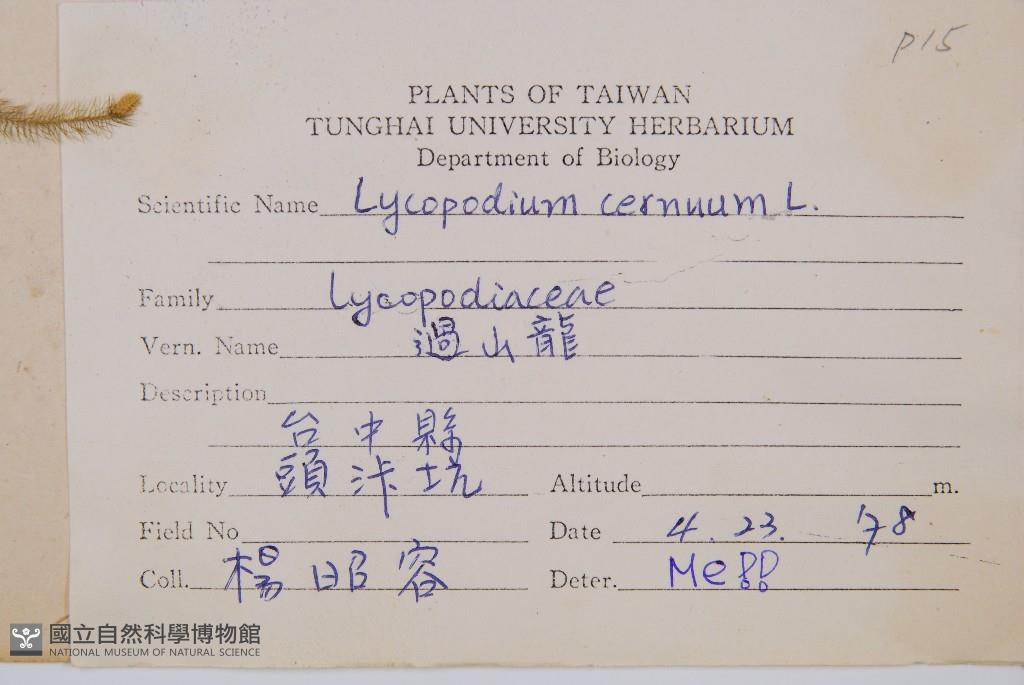 p15
PLANTS OF TAIWAN
TUNGHAI UNIVERSITY HERBARIUM
Department of Biology
Scientific Name Lycopodium cernuum L.
Family Lycopodiaceae
Vern. Name 過山龍
Description
台中縣
Locality 頭汴坑 Altitude m.
Field No Date 4. 23. '78
Coll. 楊昭容 Deter.
國立自然科學博物館
NATIONAL MUSEUM OF NATURAL SCIENCE